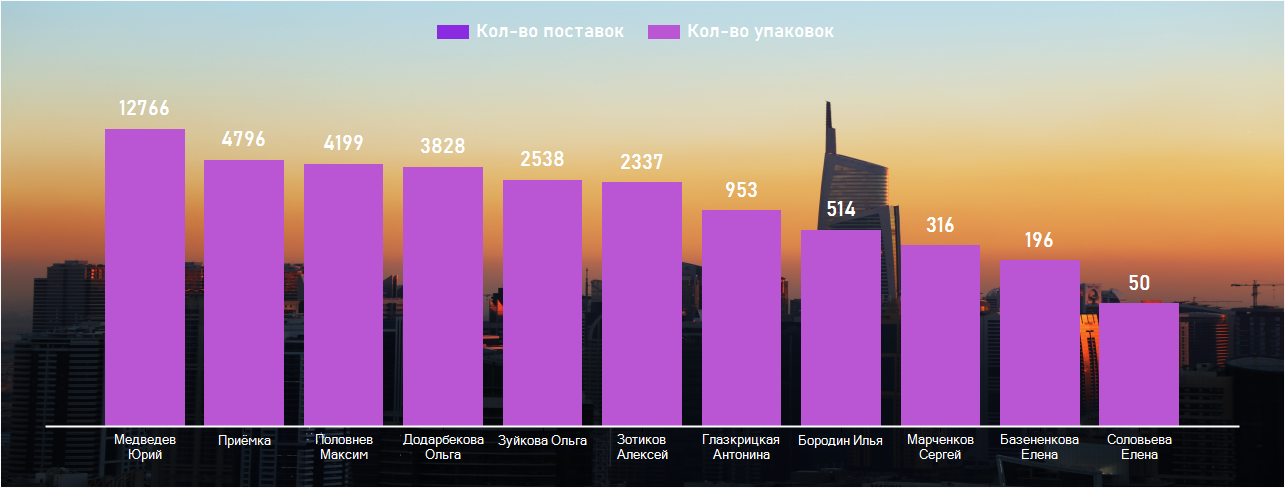 Кол-во поставок Кол-во упаковок
12766
4796
4199
3828
2538
2337
953
514
316
196
50
Медведев
Юрий
Приёмка
Половнев
Максим
Додарбекова
Ольга
Зуйкова Ольга
Зотиков
Алексей
Глазкрицкая
Антонина
Бородин Илья
Марченков
Сергей
Базененкова
Елена
Соловьева
Елена